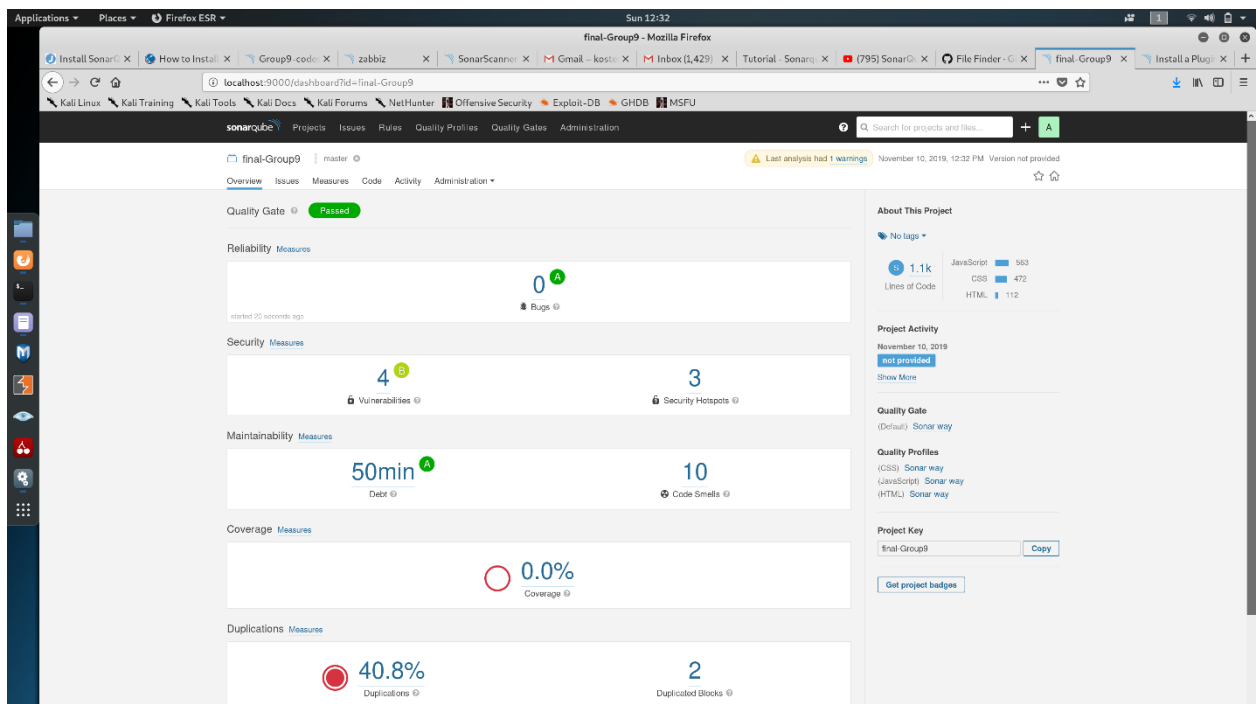 Applications Places Firefox ESR Sun 12:32 1
final-Group9 - Mozilla Firefox
Install SonarQ How to Install Group9-codes zabbiz SonarScanner Gmail – koste Inbox (1,429) Tutorial - Sonarq (795) SonarQ File Finder · G final-Group9 Install a Plugin
localhost:9000/dashboard?id=final-Group9
Kali Linux Kali Training Kali Tools Kali Docs Kali Forums NetHunter Offensive Security Exploit-DB GHDB MSFU
sonarqube Projects Issues Rules Quality Profiles Quality Gates Administration Search for projects and files... A
final-Group9 master Last analysis had 1 warnings November 10, 2019, 12:32 PM Version not provided
Overview Issues Measures Code Activity Administration
Quality Gate Passed
Reliability Measures
0 A
Bugs
started 20 seconds ago
Security Measures
4 B 3
Vulnerabilities Security Hotspots
Maintainability Measures
50min A 10
Debt Code Smells
Coverage Measures
0.0%
Coverage
Duplications Measures
40.8% 2
Duplications Duplicated Blocks
About This Project
No tags
S 1.1k
Lines of Code
JavaScript 563
CSS 472
HTML 112
Project Activity
November 10, 2019
not provided
Show More
Quality Gate
(Default) Sonar way
Quality Profiles
(CSS) Sonar way
(JavaScript) Sonar way
(HTML) Sonar way
Project Key
final-Group9 Copy
Get project badges